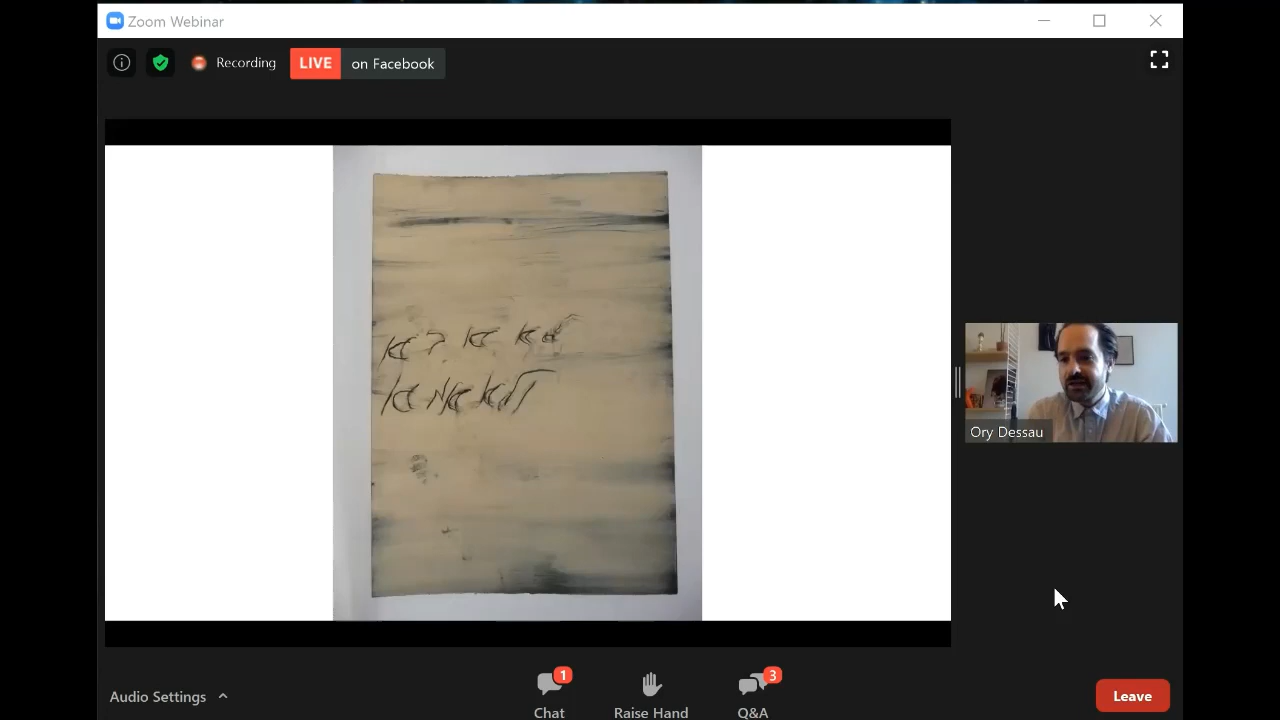 Zoom Webinar
Recording
LIVE on Facebook
Ory Dessau
Audio Settings
1
Chat
Raise Hand
3
Q&A
Leave